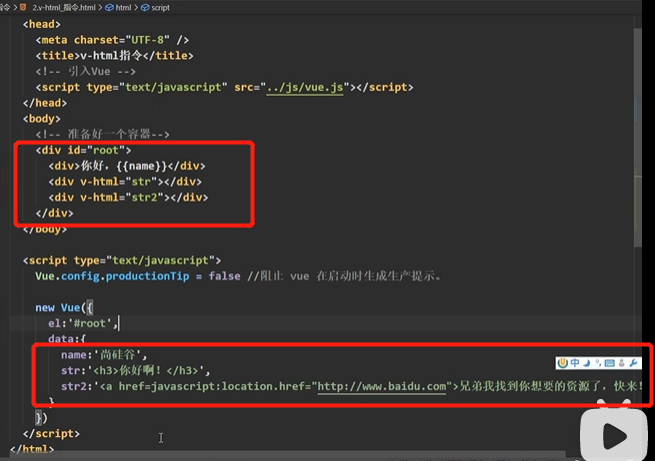 指令 > 2.v-html_指令.html > html > script
<head>
<meta charset="UTF-8" />
<title>v-html指令</title>
<!-- 引入Vue -->
<script type="text/javascript" src="../js/vue.js"></script>
</head>
<body>
<!-- 准备好一个容器-->
<div id="root">
<div>你好，{{name}}</div>
<div v-html="str"></div>
<div v-html="str2"></div>
</div>
</body>
<script type="text/javascript">
Vue.config.productionTip = false //阻止 vue 在启动时生成生产提示。
new Vue({
el:'#root',
data:{
name:'尚硅谷',
str:'<h3>你好啊！</h3>',
str2:'<a href=javascript:location.href="http://www.baidu.com">兄弟我找到你想要的资源了，快来！
}
})
</script>
</html>
中